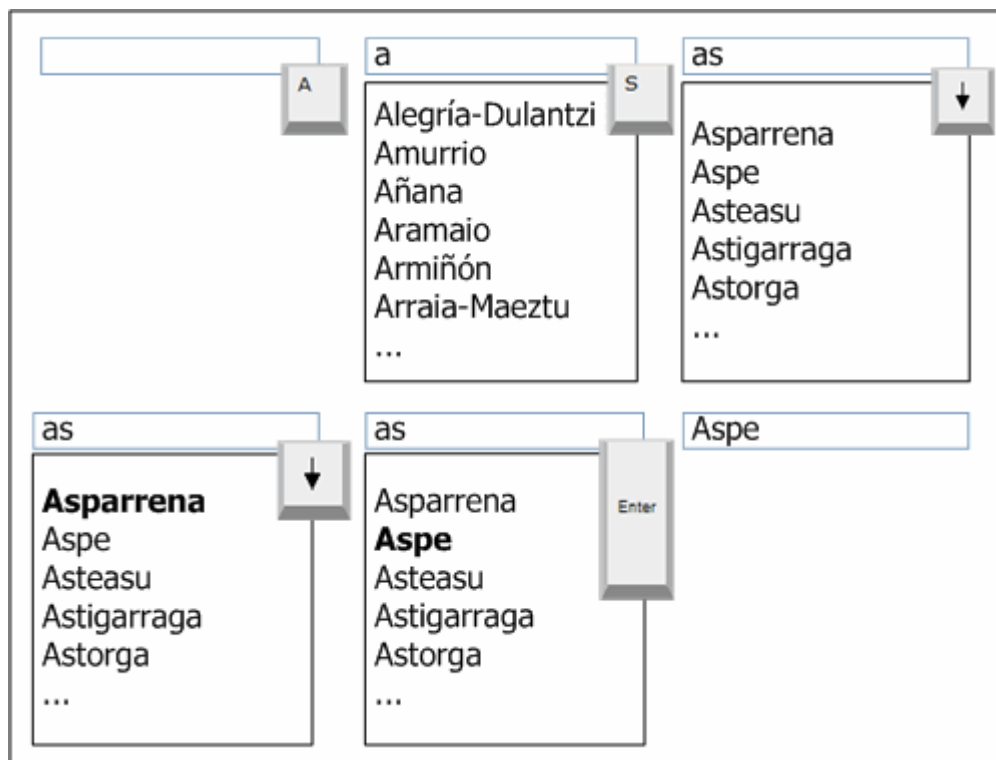 A
a
S
Alegría-Dulantzi
Amurrio
Añana
Aramaio
Armiñón
Arraia-Maeztu
...
as
↓
Asparrena
Aspe
Asteasu
Astigarraga
Astorga
...
as
↓
Asparrena
Aspe
Asteasu
Astigarraga
Astorga
...
as
Enter
Asparrena
Aspe
Asteasu
Astigarraga
Astorga
...
Aspe